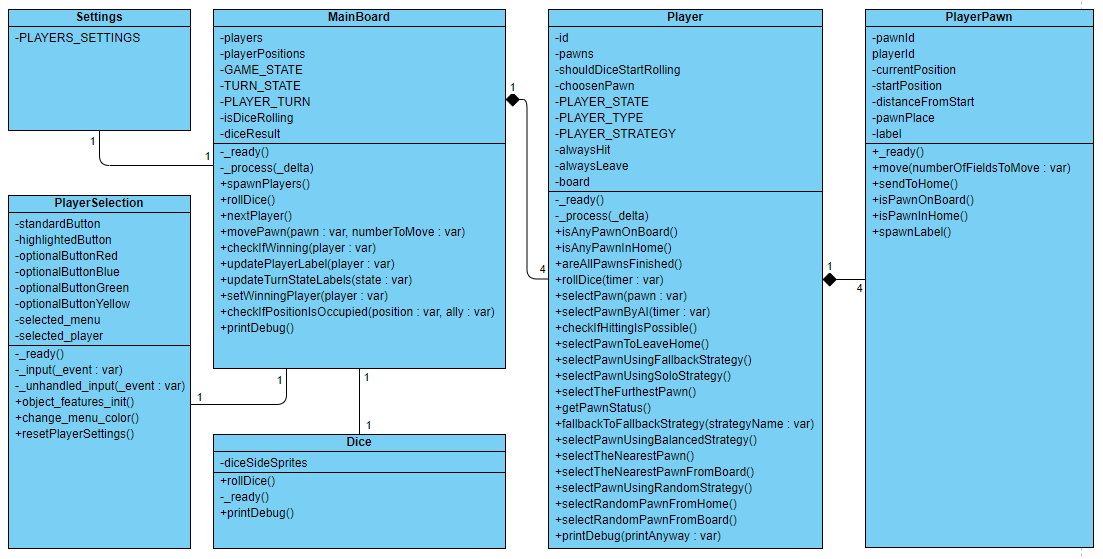 Settings
-PLAYERS_SETTINGS
1
PlayerSelection
-standardButton
-highlightedButton
-optionalButtonRed
-optionalButtonBlue
-optionalButtonGreen
-optionalButtonYellow
-selected_menu
-selected_player
-_ready()
-_input(_event : var)
-_unhandled_input(_event : var)
+object_features_init()
+change_menu_color()
+resetPlayerSettings()
1
MainBoard
-players
-playerPositions
-GAME_STATE
-TURN_STATE
-PLAYER_TURN
-isDiceRolling
-diceResult
-_ready()
-_process(_delta)
+spawnPlayers()
+rollDice()
+nextPlayer()
+movePawn(pawn : var, numberToMove : var)
+checkIfWinning(player : var)
+updatePlayerLabel(player : var)
+updateTurnStateLabels(state : var)
+setWinningPlayer(player : var)
+checkIfPositionIsOccupied(position : var, ally : var)
+printDebug()
1
1
1
1
1
Dice
-diceSideSprites
+rollDice()
-_ready()
+printDebug()
4
Player
-id
-pawns
-shouldDiceStartRolling
-choosenPawn
-PLAYER_STATE
-PLAYER_TYPE
-PLAYER_STRATEGY
-alwaysHit
-alwaysLeave
-board
-_ready()
-_process(_delta)
+isAnyPawnOnBoard()
+isAnyPawnInHome()
+areAllPawnsFinished()
+rollDice(timer : var)
+selectPawn(pawn : var)
+selectPawnByAI(timer : var)
+checkIfHittingIsPossible()
+selectPawnToLeaveHome()
+selectPawnUsingFallbackStrategy()
+selectPawnUsingSoloStrategy()
+selectTheFurthestPawn()
+getPawnStatus()
+fallbackToFallbackStrategy(strategyName : var)
+selectPawnUsingBalancedStrategy()
+selectTheNearestPawn()
+selectTheNearestPawnFromBoard()
+selectPawnUsingRandomStrategy()
+selectRandomPawnFromHome()
+selectRandomPawnFromBoard()
+printDebug(printAnyway : var)
1
4
PlayerPawn
-pawnId
playerId
-currentPosition
-startPosition
-distanceFromStart
-pawnPlace
-label
+_ready()
+move(numberOfFieldsToMove : var)
+sendToHome()
+isPawnOnBoard()
+isPawnInHome()
+spawnLabel()